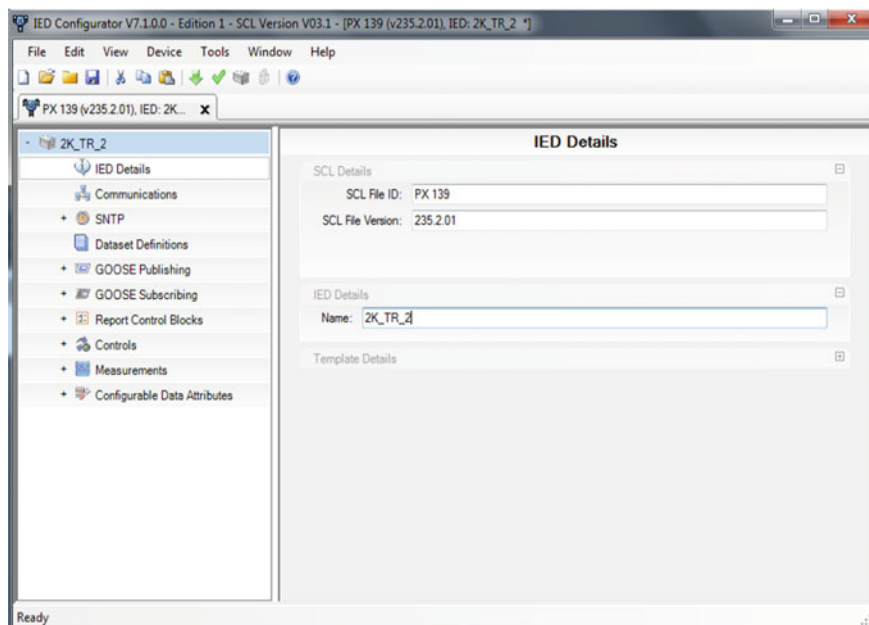 IED Configurator V7.1.0.0 - Edition 1 - SCL Version V03.1 - [PX 139 (v235.2.01), IED: 2K_TR_2 *]
File Edit View Device Tools Window Help
PX 139 (v235.2.01), IED: 2K... X
2K_TR_2
IED Details
Communications
SNTP
Dataset Definitions
GOOSE Publishing
GOOSE Subscribing
Report Control Blocks
Controls
Measurements
Configurable Data Attributes
IED Details
SCL Details
SCL File ID: PX 139
SCL File Version: 235.2.01
IED Details
Name: 2K_TR_2
Template Details
Ready